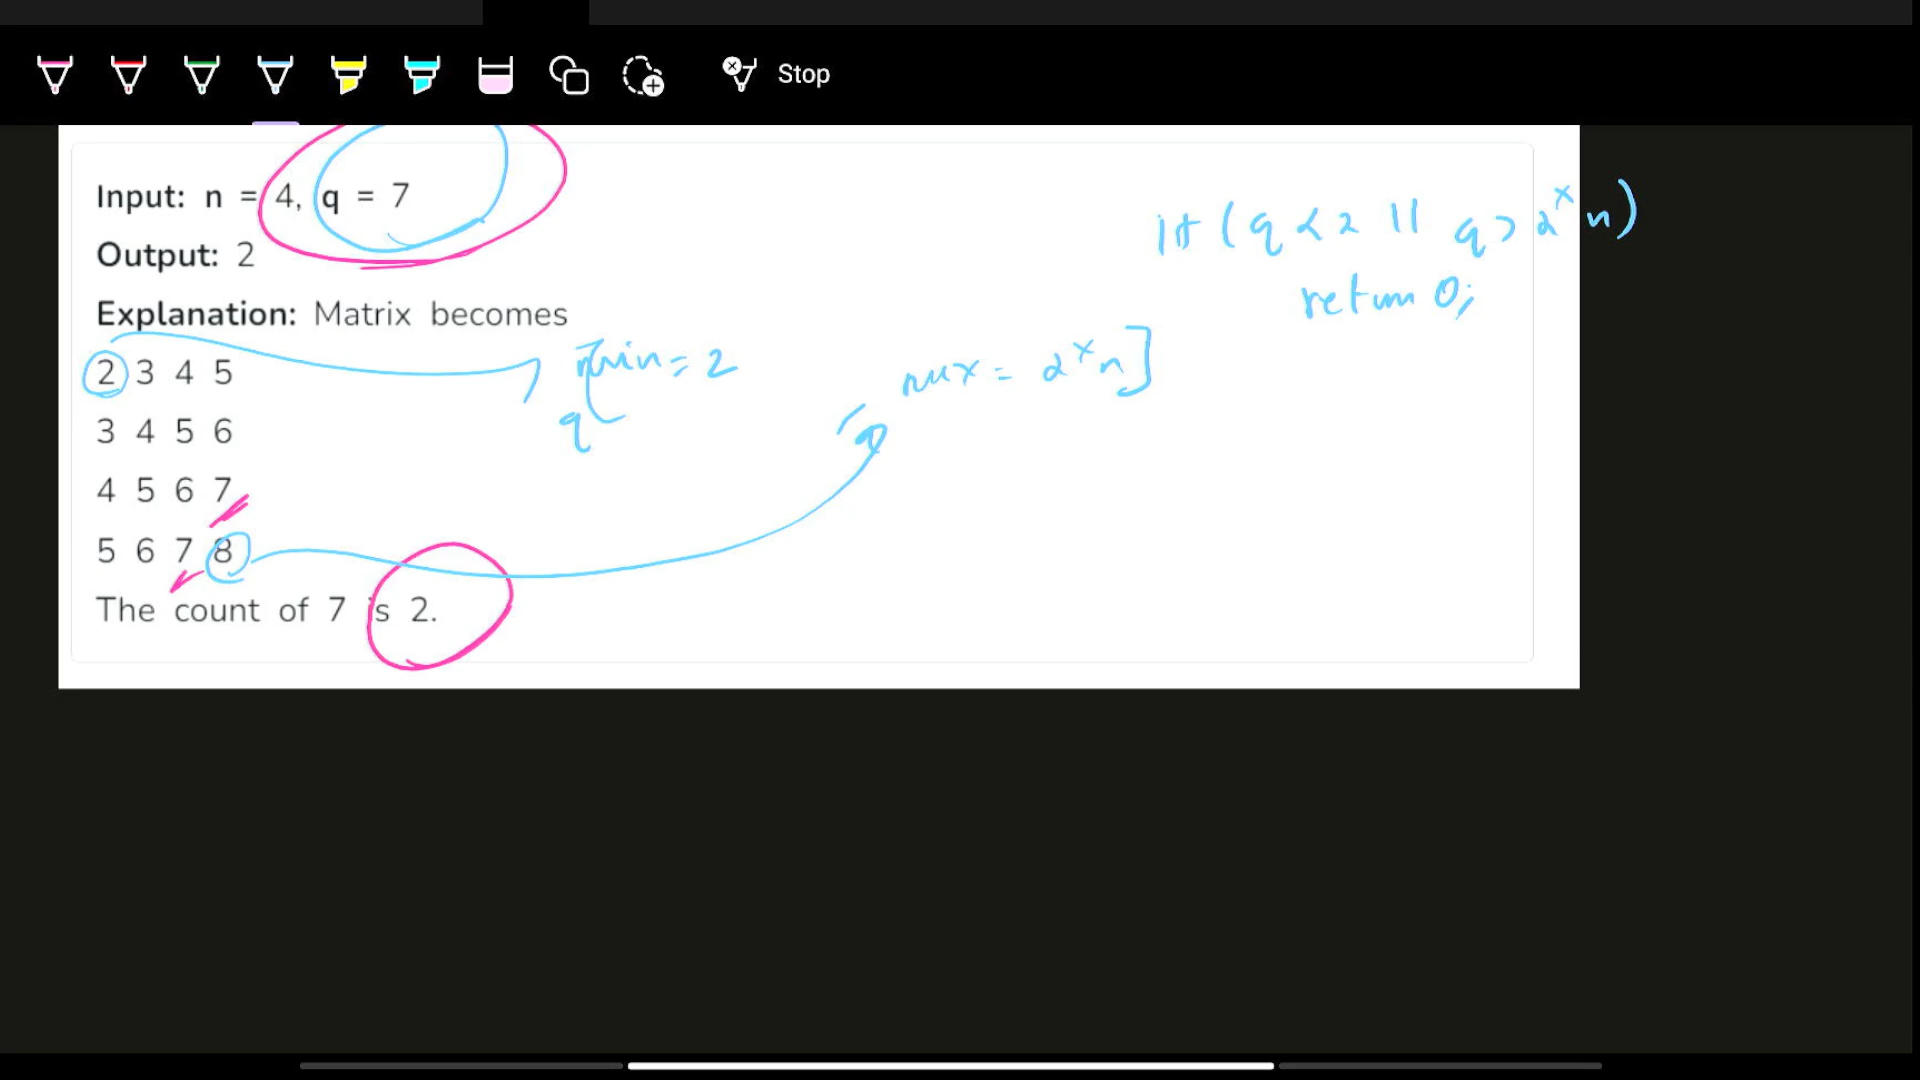 Stop
Input: n = 4, q = 7
Output: 2
Explanation: Matrix becomes
2 3 4 5
3 4 5 6
4 5 6 7
5 6 7 8
The count of 7 is 2.
if (q < 2 || q > 2 x n)
return 0;
min = 2
max = 2 x n]
q